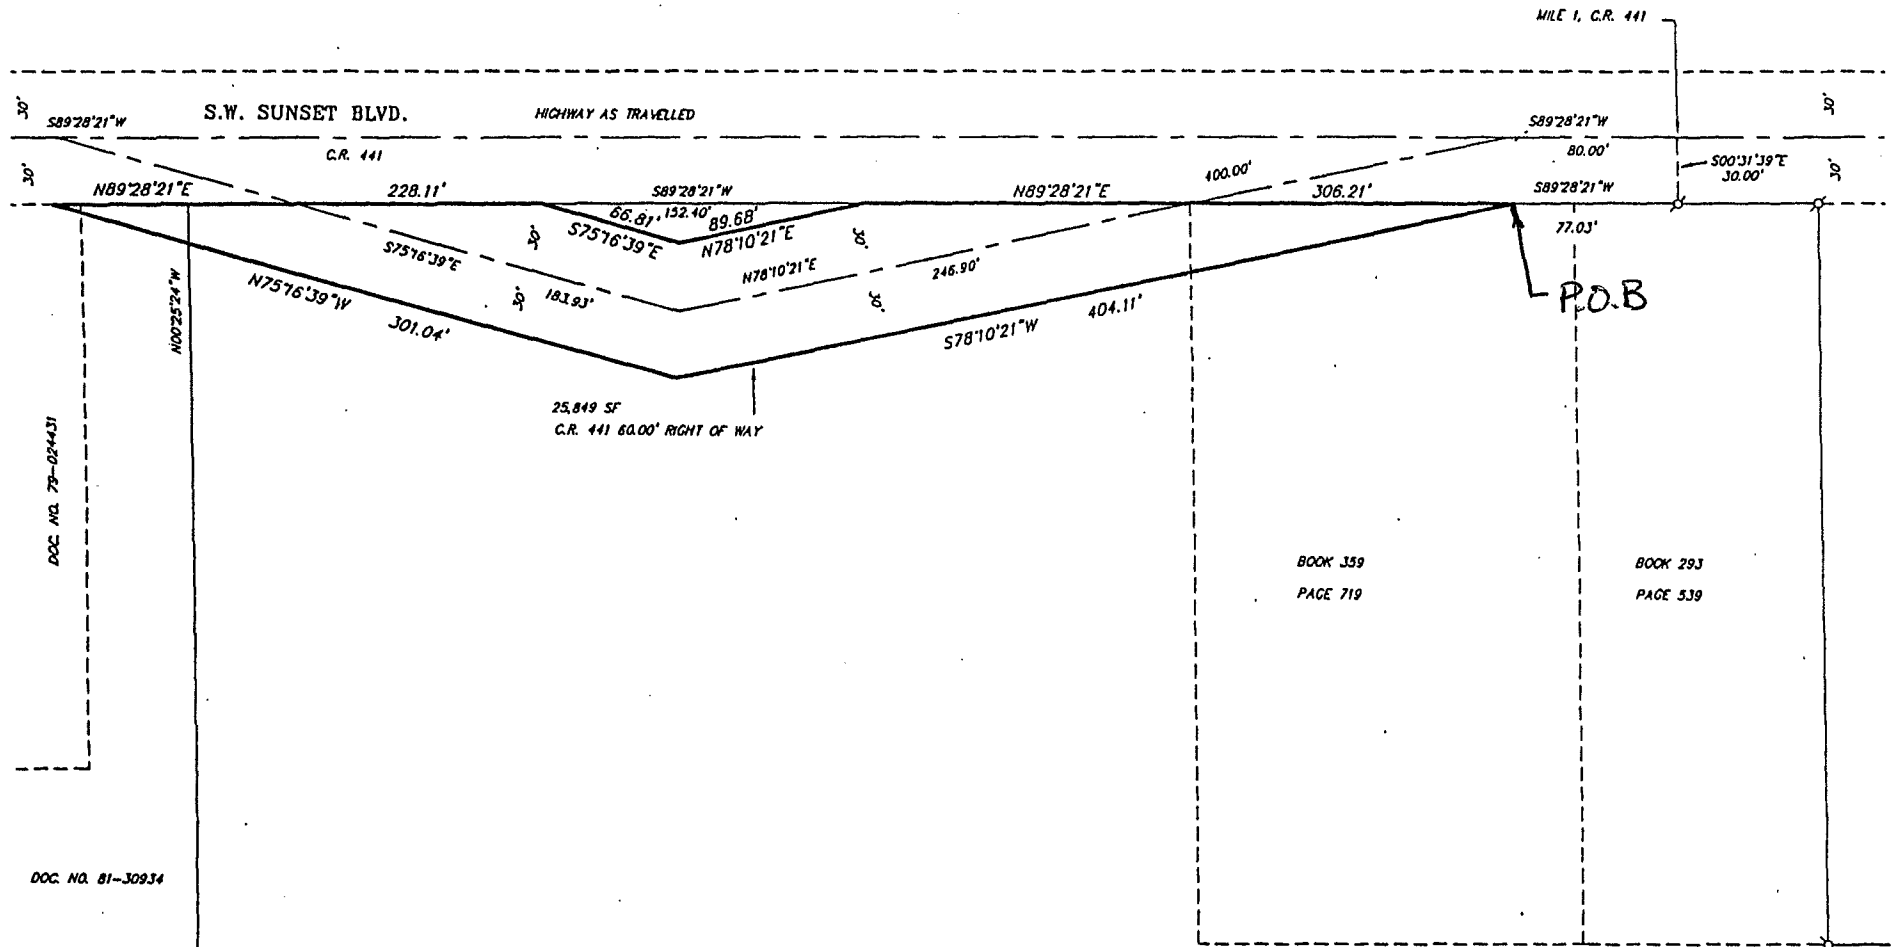 MILE 1, C.R. 441
30'
S89°28'21"W
S.W. SUNSET BLVD.
HIGHWAY AS TRAVELLED
S89°28'21"W
30'
C.R. 441
80.00'
S00°31'39"E
30.00'
30'
30'
N89°28'21"E
228.11'
S89°28'21"W
N89°28'21"E
400.00'
306.21'
S89°28'21"W
66.81'
152.40'
89.68'
77.03'
S75°16'39"E
N78°10'21"E
30'
30'
S75°16'39"E
N78°10'21"E
246.90'
N75°16'39"W
301.04'
30'
183.93'
30'
P.O.B
N00°25'24"W
S78°10'21"W
404.11'
25,849 SF
C.R. 441 60.00' RIGHT OF WAY
DOC. NO. 79-024431
BOOK 359
PAGE 719
BOOK 293
PAGE 539
DOC. NO. 81-30934